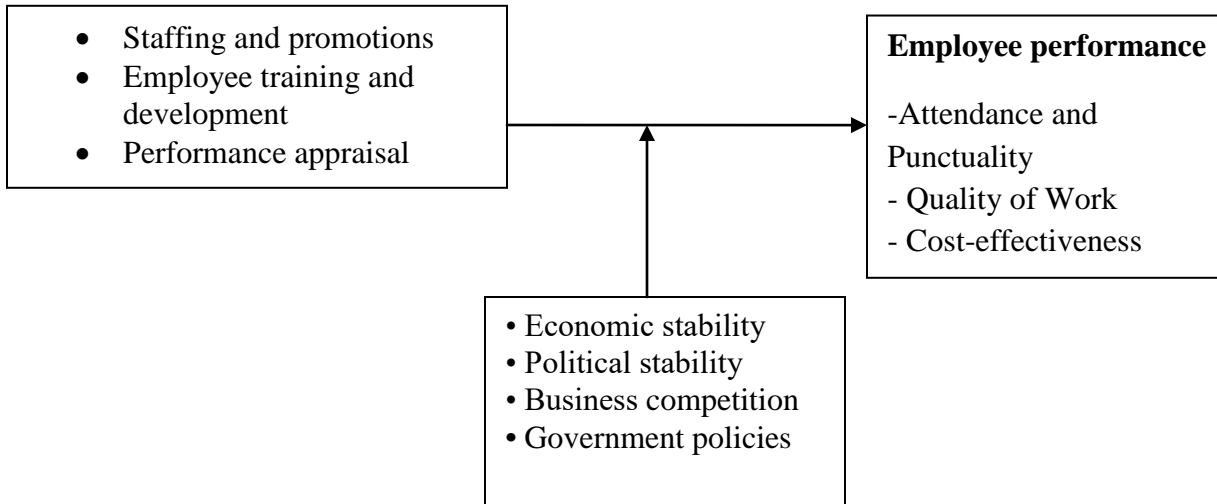 • Staffing and promotions
• Employee training and
development
• Performance appraisal
Employee performance
-Attendance and
Punctuality
- Quality of Work
- Cost-effectiveness
• Economic stability
• Political stability
• Business competition
• Government policies